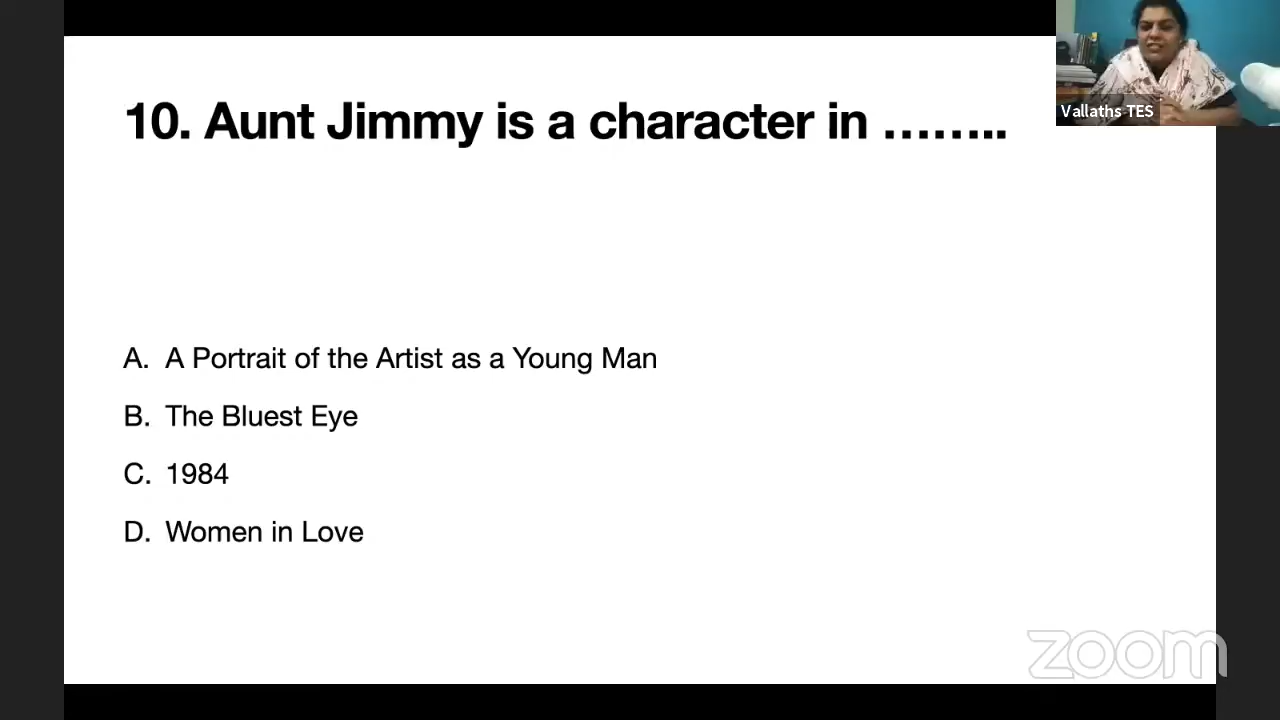 10. Aunt Jimmy is a character in ……..
Vallaths TES
A. A Portrait of the Artist as a Young Man
B. The Bluest Eye
C. 1984
D. Women in Love
zoom